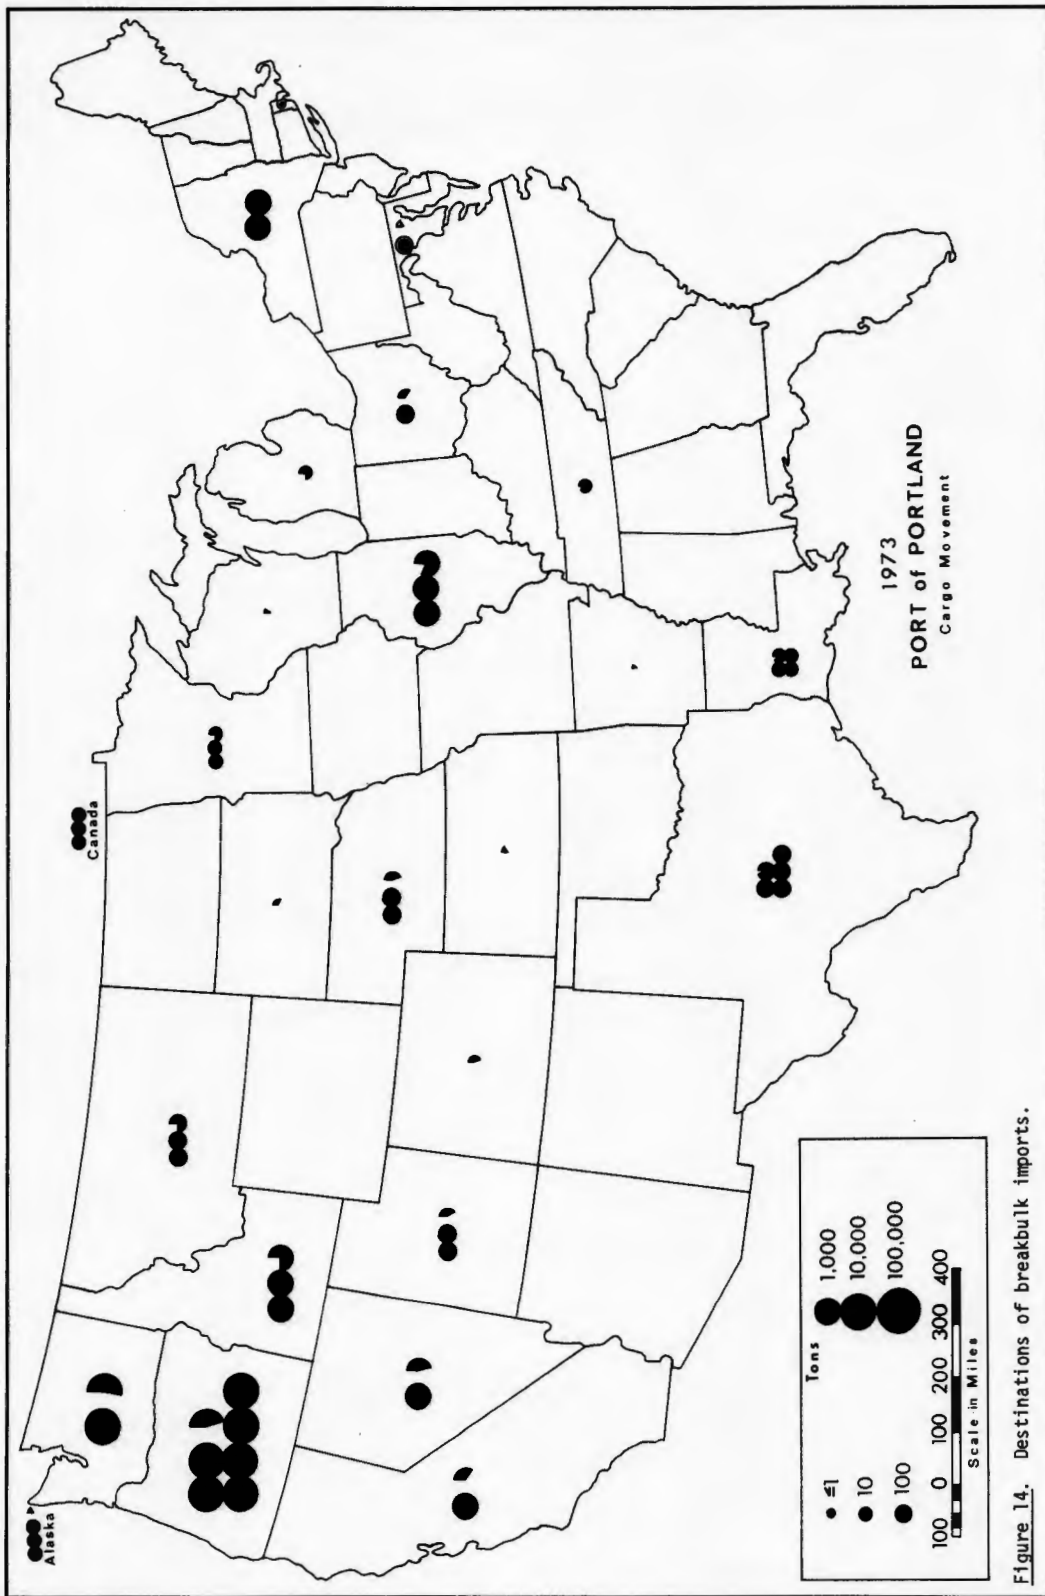 Alaska
Canada
1973
PORT of PORTLAND
Cargo Movement
Tons
≤1
10
100
1,000
10,000
100,000
100 0 100 200 300 400
Scale in Miles
Figure 14. Destinations of breakbulk imports.